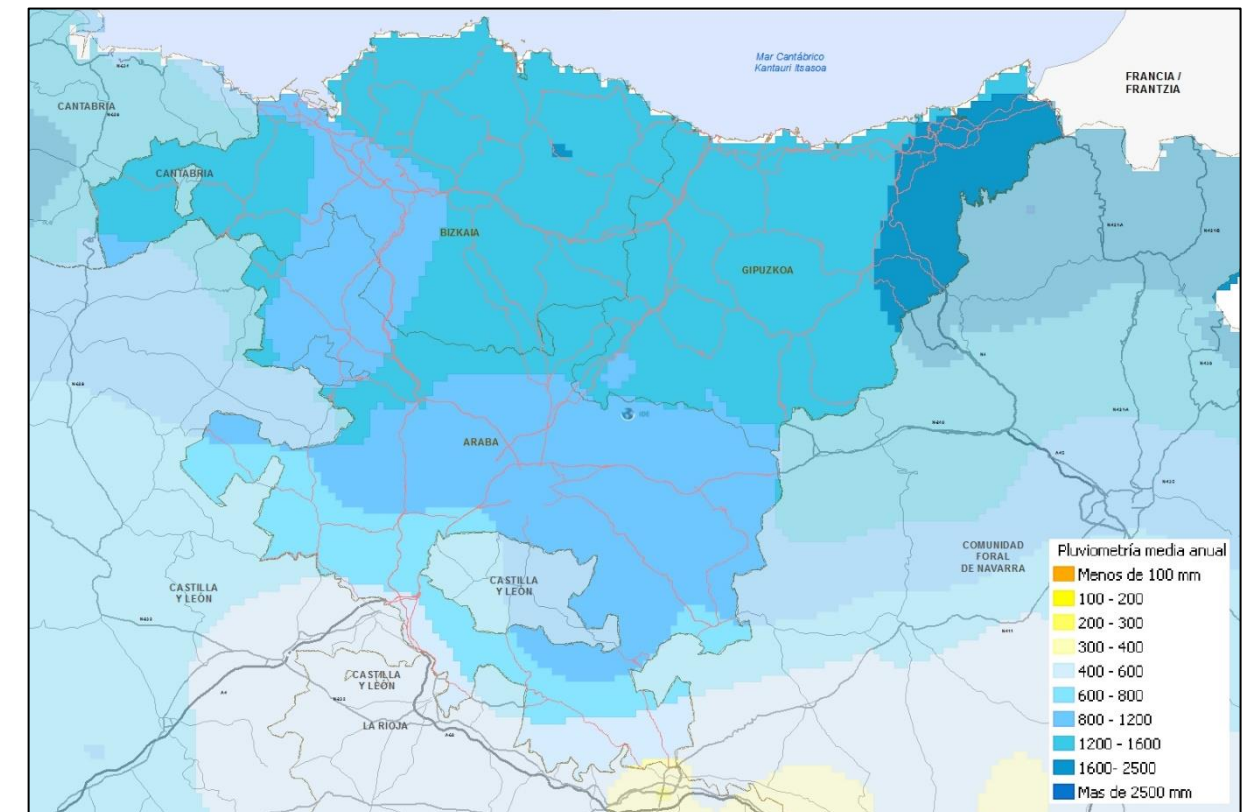 Mar Cantábrico
Kantauri Itsasoa
FRANCIA /
FRANTZIA
CANTABRIA
CANTABRIA
BIZKAIA
GIPUZKOA
ARABA
CASTILLA
Y LEÓN
CASTILLA
Y LEÓN
CASTILLA
Y LEÓN
LA RIOJA
COMUNIDAD
FORAL
DE NAVARRA
Pluviometría media anual
Menos de 100 mm
100 - 200
200 - 300
300 - 400
400 - 600
600 - 800
800 - 1200
1200 - 1600
1600- 2500
Mas de 2500 mm